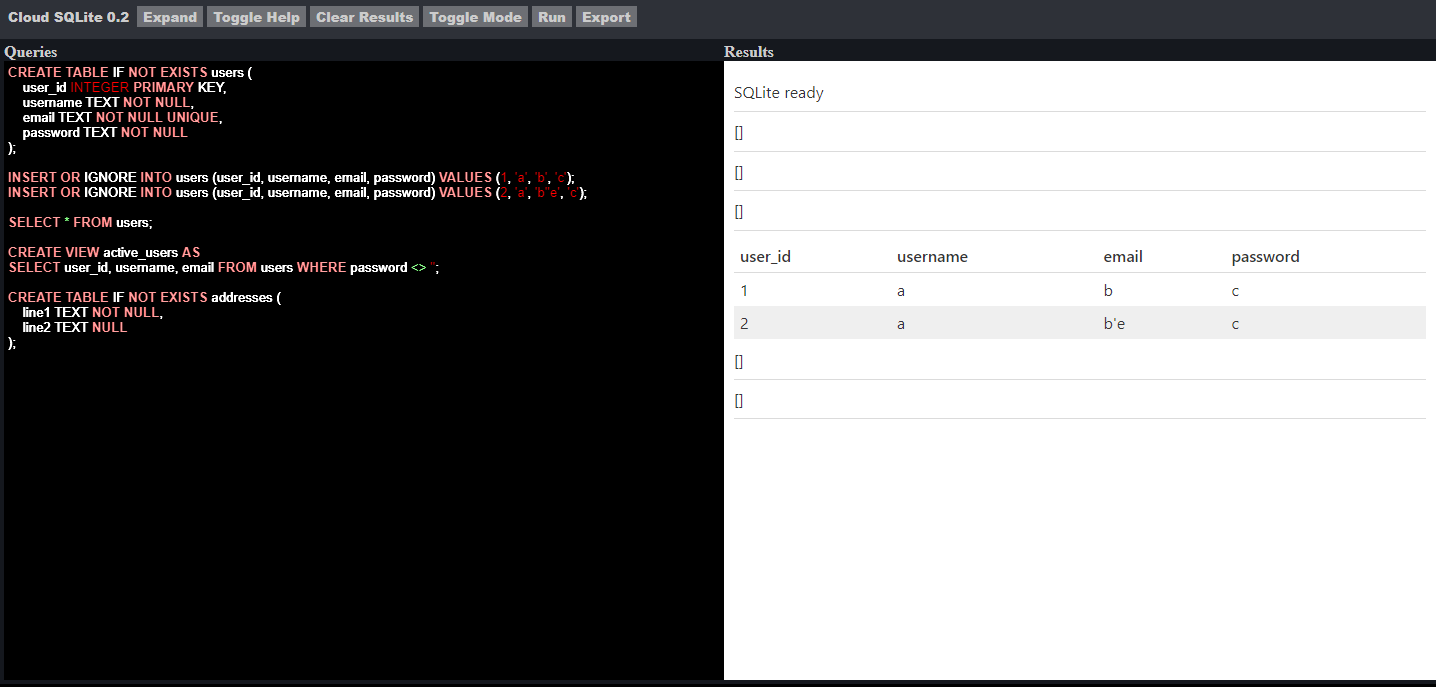 Cloud SQLite 0.2 Expand Toggle Help Clear Results Toggle Mode Run Export
Queries
CREATE TABLE IF NOT EXISTS users (
user_id INTEGER PRIMARY KEY,
username TEXT NOT NULL,
email TEXT NOT NULL UNIQUE,
password TEXT NOT NULL
);
INSERT OR IGNORE INTO users (user_id, username, email, password) VALUES (1, 'a', 'b', 'c');
INSERT OR IGNORE INTO users (user_id, username, email, password) VALUES (2, 'a', 'b''e', 'c');
SELECT * FROM users;
CREATE VIEW active_users AS
SELECT user_id, username, email FROM users WHERE password <> '';
CREATE TABLE IF NOT EXISTS addresses (
line1 TEXT NOT NULL,
line2 TEXT NULL
);
Results
SQLite ready
[]
[]
[]
user_id username email password
1 a b c
2 a b'e c
[]
[]